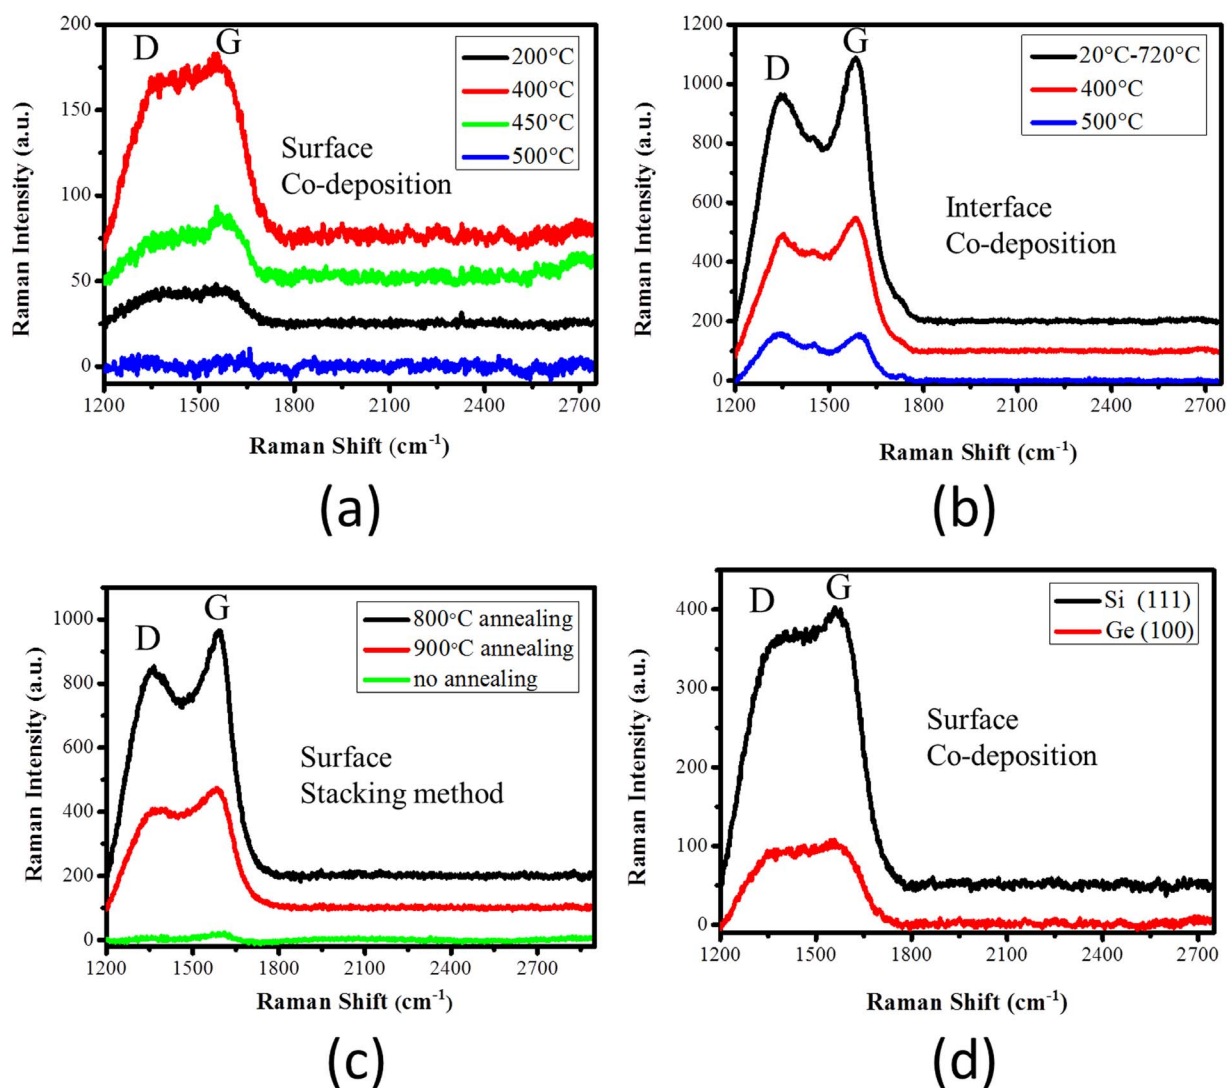 D
G
200°C
400°C
450°C
500°C
Surface
Co-deposition
Raman Intensity (a.u.)
200
150
100
50
0
1200
1500
1800
2100
2400
2700
Raman Shift (cm⁻¹)
(a)
D
G
20°C-720°C
400°C
500°C
Interface
Co-deposition
Raman Intensity (a.u.)
1200
1000
800
600
400
200
0
1200
1500
1800
2100
2400
2700
Raman Shift (cm⁻¹)
(b)
D
G
800°C annealing
900°C annealing
no annealing
Surface
Stacking method
Raman Intensity (a.u.)
1000
800
600
400
200
0
1200
1500
1800
2100
2400
2700
Raman Shift (cm⁻¹)
(c)
D
G
Si (111)
Ge (100)
Surface
Co-deposition
Raman Intensity (a.u.)
400
300
200
100
0
1200
1500
1800
2100
2400
2700
Raman Shift (cm⁻¹)
(d)